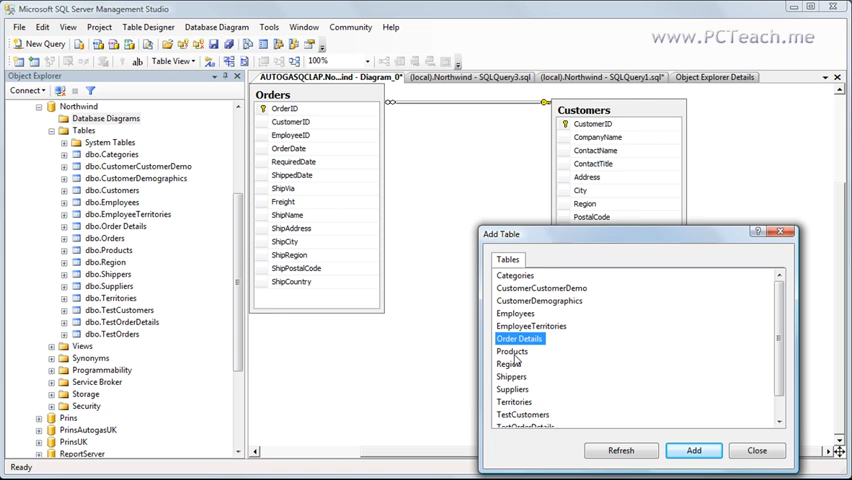 Microsoft SQL Server Management Studio
File Edit View Project Table Designer Database Diagram Tools Window Community Help
New Query
www.PCTeach.me
Table View 100%
Object Explorer
AUTOGASQCLAP.No...ind - Diagram_0* (local).Northwind - SQLQuery3.sql (local).Northwind - SQLQuery1.sql* Object Explorer Details
Connect
Northwind
Database Diagrams
Tables
System Tables
dbo.Categories
dbo.CustomerCustomerDemo
dbo.CustomerDemographics
dbo.Customers
dbo.Employees
dbo.EmployeeTerritories
dbo.Order Details
dbo.Orders
dbo.Products
dbo.Region
dbo.Shippers
dbo.Suppliers
dbo.Territories
dbo.TestCustomers
dbo.TestOrderDetails
dbo.TestOrders
Views
Synonyms
Programmability
Service Broker
Storage
Security
Prins
PrinsAutogasUK
PrinsUK
ReportServer
Orders
OrderID
CustomerID
EmployeeID
OrderDate
RequiredDate
ShippedDate
ShipVia
Freight
ShipName
ShipAddress
ShipCity
ShipRegion
ShipPostalCode
ShipCountry
Customers
CustomerID
CompanyName
ContactName
ContactTitle
Address
City
Region
PostalCode
Add Table
Tables
Categories
CustomerCustomerDemo
CustomerDemographics
Employees
EmployeeTerritories
Order Details
Products
Region
Shippers
Suppliers
Territories
TestCustomers
TestOrderDetails
Refresh Add Close
Ready